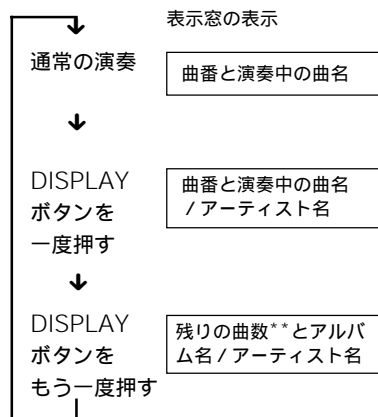 表示窓の表示
通常の演奏
曲番と演奏中の曲名
DISPLAY
ボタンを
一度押す
曲番と演奏中の曲名
/アーティスト名
DISPLAY
ボタンを
もう一度押す
残りの曲数**とアルバ
ム名/アーティスト名